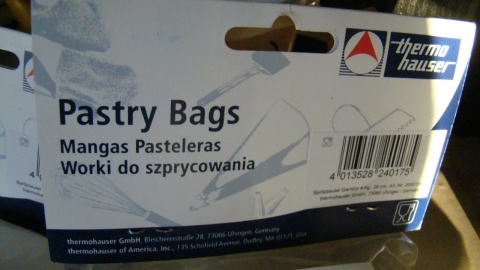 thermo
hauser
Pastry Bags
Mangas Pasteleras
Worki do szprycowania
4 013528 240175
thermohauser GmbH, Blescherenstraße 28, 73066 Uhingen, Germany
thermohauser of America, Inc., 135 Schofield Avenue, Dudley, MA 01571, USA